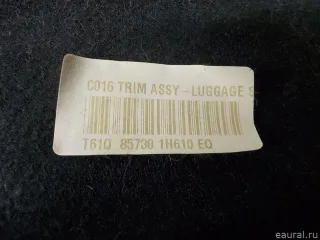 C016 TRIM ASSY-LUGGAGE S
T61Q 85730 1H610 EQ
eaural.ru